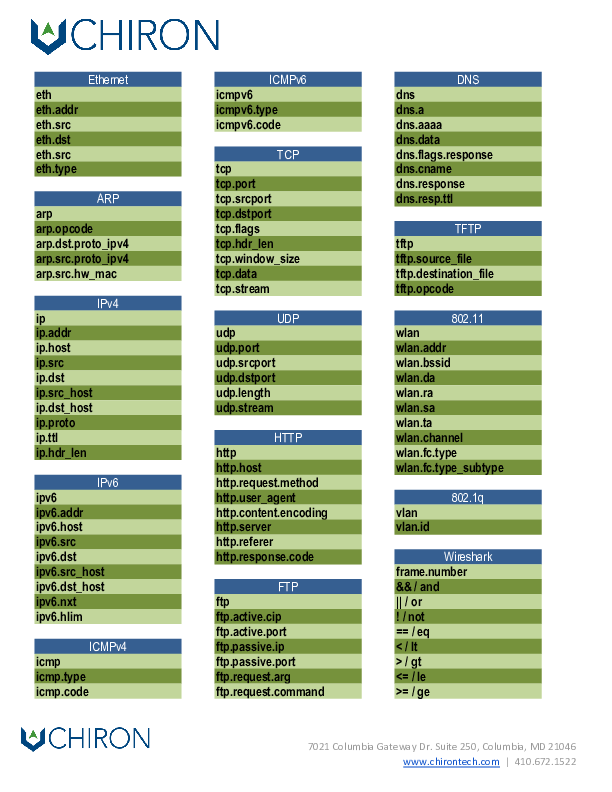 CHIRON
Ethernet
eth
eth.addr
eth.src
eth.dst
eth.src
eth.type
ARP
arp
arp.opcode
arp.dst.proto_ipv4
arp.src.proto_ipv4
arp.src.hw_mac
IPv4
ip
ip.addr
ip.host
ip.src
ip.dst
ip.src_host
ip.dst_host
ip.proto
ip.ttl
ip.hdr_len
IPv6
ipv6
ipv6.addr
ipv6.host
ipv6.src
ipv6.dst
ipv6.src_host
ipv6.dst_host
ipv6.nxt
ipv6.hlim
ICMPv4
icmp
icmp.type
icmp.code
ICMPv6
icmpv6
icmpv6.type
icmpv6.code
TCP
tcp
tcp.port
tcp.srcport
tcp.dstport
tcp.flags
tcp.hdr_len
tcp.window_size
tcp.data
tcp.stream
UDP
udp
udp.port
udp.srcport
udp.dstport
udp.length
udp.stream
HTTP
http
http.host
http.request.method
http.user_agent
http.content.encoding
http.server
http.referer
http.response.code
FTP
ftp
ftp.active.cip
ftp.active.port
ftp.passive.ip
ftp.passive.port
ftp.request.arg
ftp.request.command
DNS
dns
dns.a
dns.aaaa
dns.data
dns.flags.response
dns.cname
dns.response
dns.resp.ttl
TFTP
tftp
tftp.source_file
tftp.destination_file
tftp.opcode
802.11
wlan
wlan.addr
wlan.bssid
wlan.da
wlan.ra
wlan.sa
wlan.ta
wlan.channel
wlan.fc.type
wlan.fc.type_subtype
802.1q
vlan
vlan.id
Wireshark
frame.number
&& / and
|| / or
! / not
== / eq
< / lt
> / gt
<= / le
>= / ge
CHIRON
7021 Columbia Gateway Dr. Suite 250, Columbia, MD 21046
www.chirontech.com | 410.672.1522